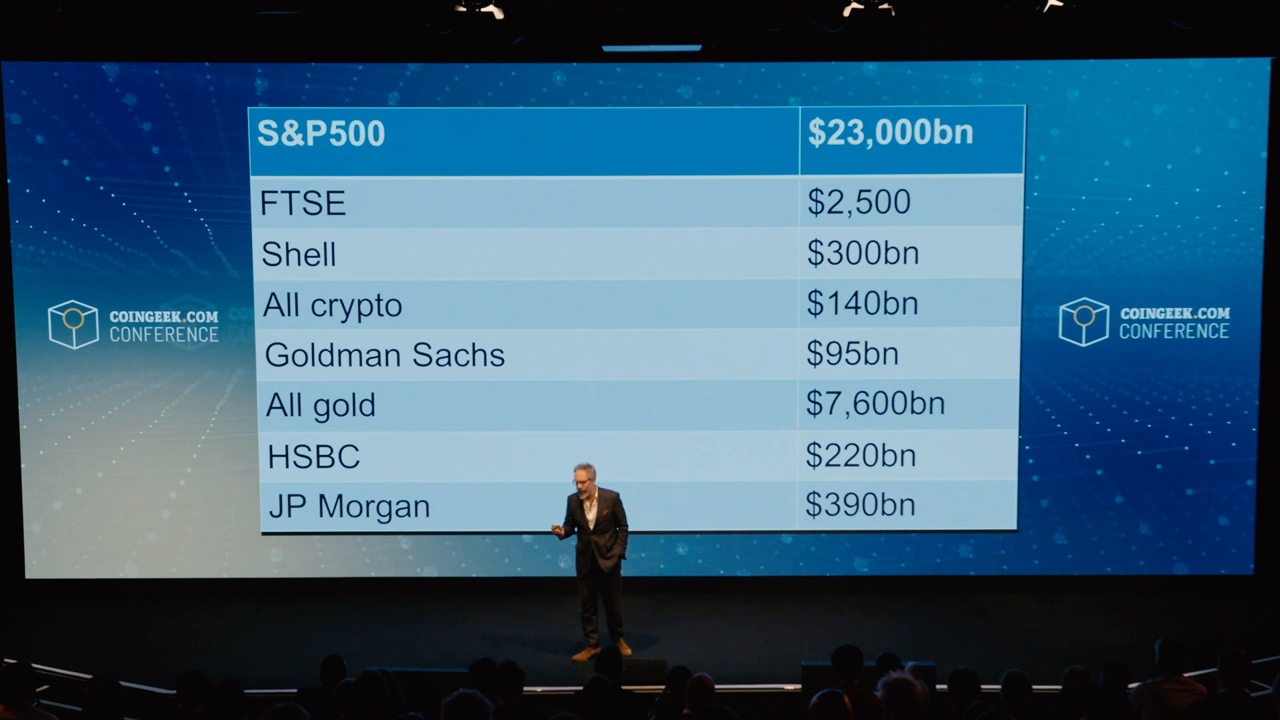 S&P500 $23,000bn
FTSE $2,500
Shell $300bn
All crypto $140bn
Goldman Sachs $95bn
All gold $7,600bn
HSBC $220bn
JP Morgan $390bn
COINGEEK.COM
CONFERENCE
COINGEEK.COM
CONFERENCE